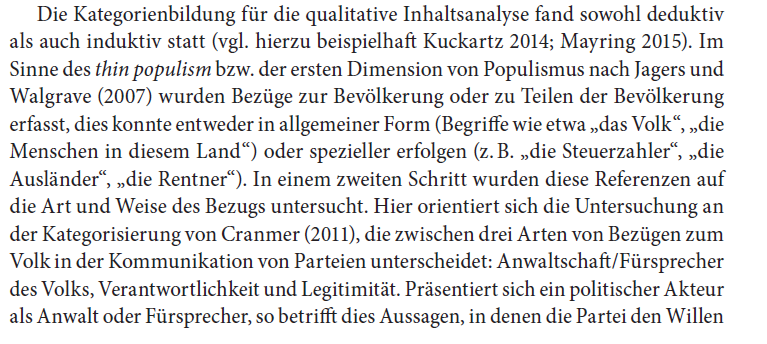 Die Kategorienbildung für die qualitative Inhaltsanalyse fand sowohl deduktiv
als auch induktiv statt (vgl. hierzu beispielhaft Kuckartz 2014; Mayring 2015). Im
Sinne des thin populism bzw. der ersten Dimension von Populismus nach Jagers und
Walgrave (2007) wurden Bezüge zur Bevölkerung oder zu Teilen der Bevölkerung
erfasst, dies konnte entweder in allgemeiner Form (Begriffe wie etwa „das Volk“, „die
Menschen in diesem Land“) oder spezieller erfolgen (z. B. „die Steuerzahler“, „die
Ausländer“, „die Rentner“). In einem zweiten Schritt wurden diese Referenzen auf
die Art und Weise des Bezugs untersucht. Hier orientiert sich die Untersuchung an
der Kategorisierung von Cranmer (2011), die zwischen drei Arten von Bezügen zum
Volk in der Kommunikation von Parteien unterscheidet: Anwaltschaft/Fürsprecher
des Volks, Verantwortlichkeit und Legitimität. Präsentiert sich ein politischer Akteur
als Anwalt oder Fürsprecher, so betrifft dies Aussagen, in denen die Partei den Willen